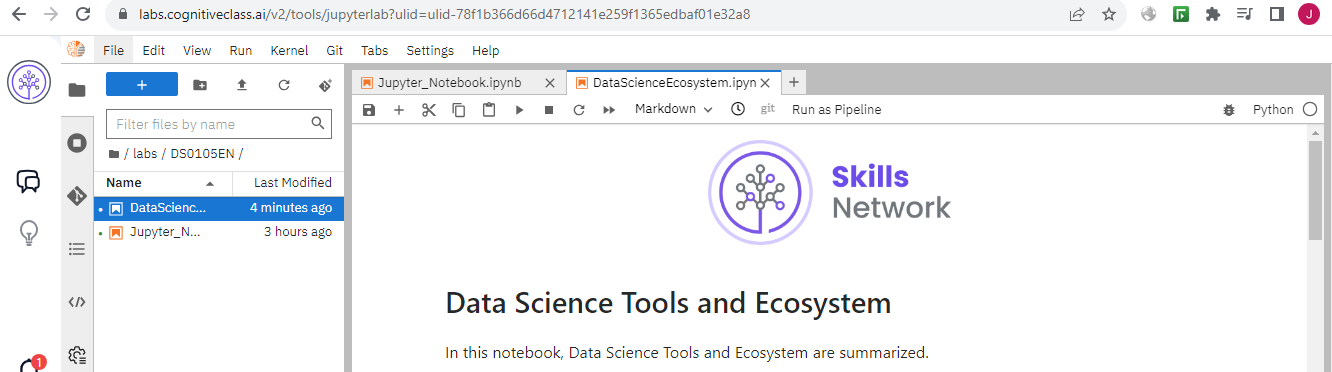 labs.cognitiveclass.ai/v2/tools/jupyterlab?ulid=ulid-78f1b366d66d4712141e259f1365edbaf01e32a8
J
File Edit View Run Kernel Git Tabs Settings Help
Jupyter_Notebook.ipynb
DataScienceEcosystem.ipyn
Filter files by name
/ labs / DS0105EN /
Name Last Modified
DataScienc... 4 minutes ago
Jupyter_N... 3 hours ago
Markdown git Run as Pipeline Python
Skills
Network
Data Science Tools and Ecosystem
In this notebook, Data Science Tools and Ecosystem are summarized.
1